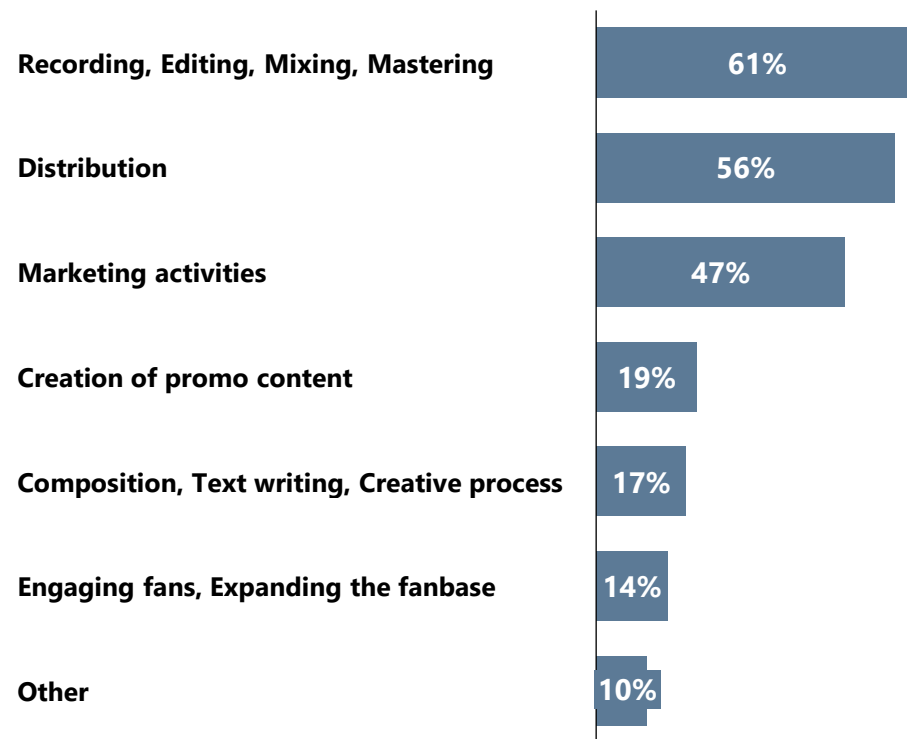 Recording, Editing, Mixing, Mastering 61%
Distribution 56%
Marketing activities 47%
Creation of promo content 19%
Composition, Text writing, Creative process 17%
Engaging fans, Expanding the fanbase 14%
Other 10%